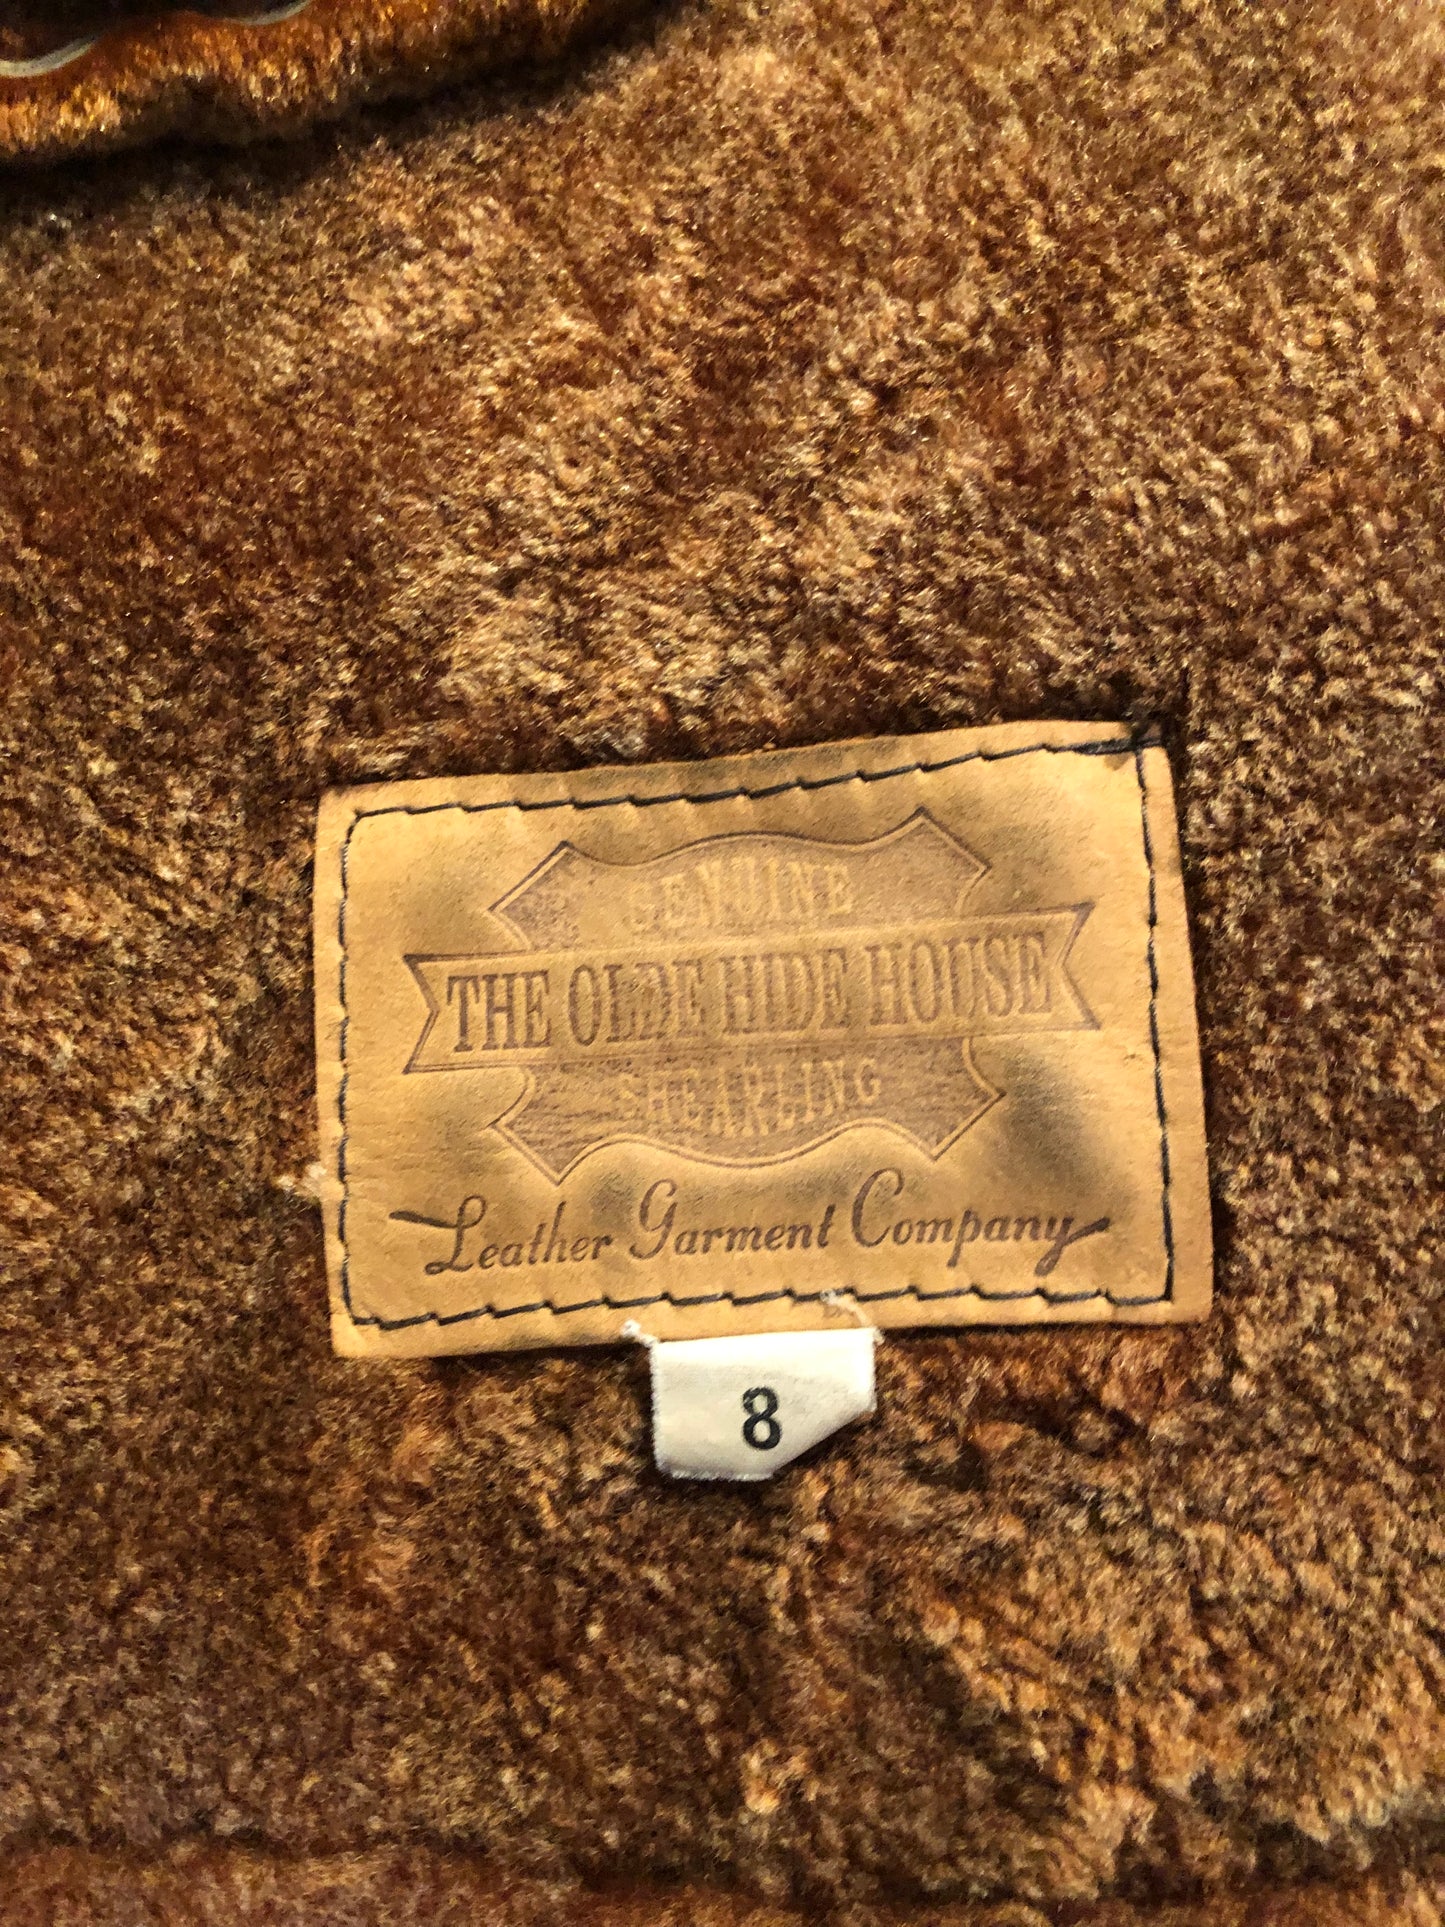 GENUINE
THE OLDE HIDE HOUSE
SHEARLING
Leather Garment Company
8